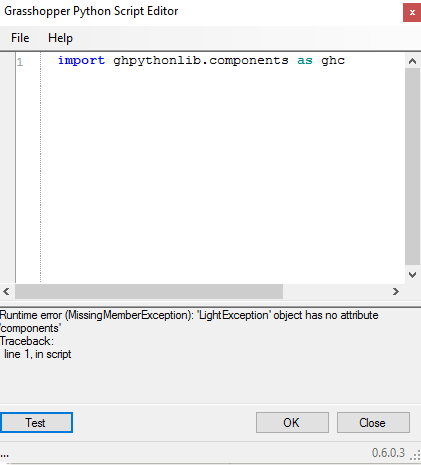 Grasshopper Python Script Editor
x
File Help
1 import ghpythonlib.components as ghc
Runtime error (MissingMemberException): 'LightException' object has no attribute
'components'
Traceback:
line 1, in script
Test OK Close
... 0.6.0.3